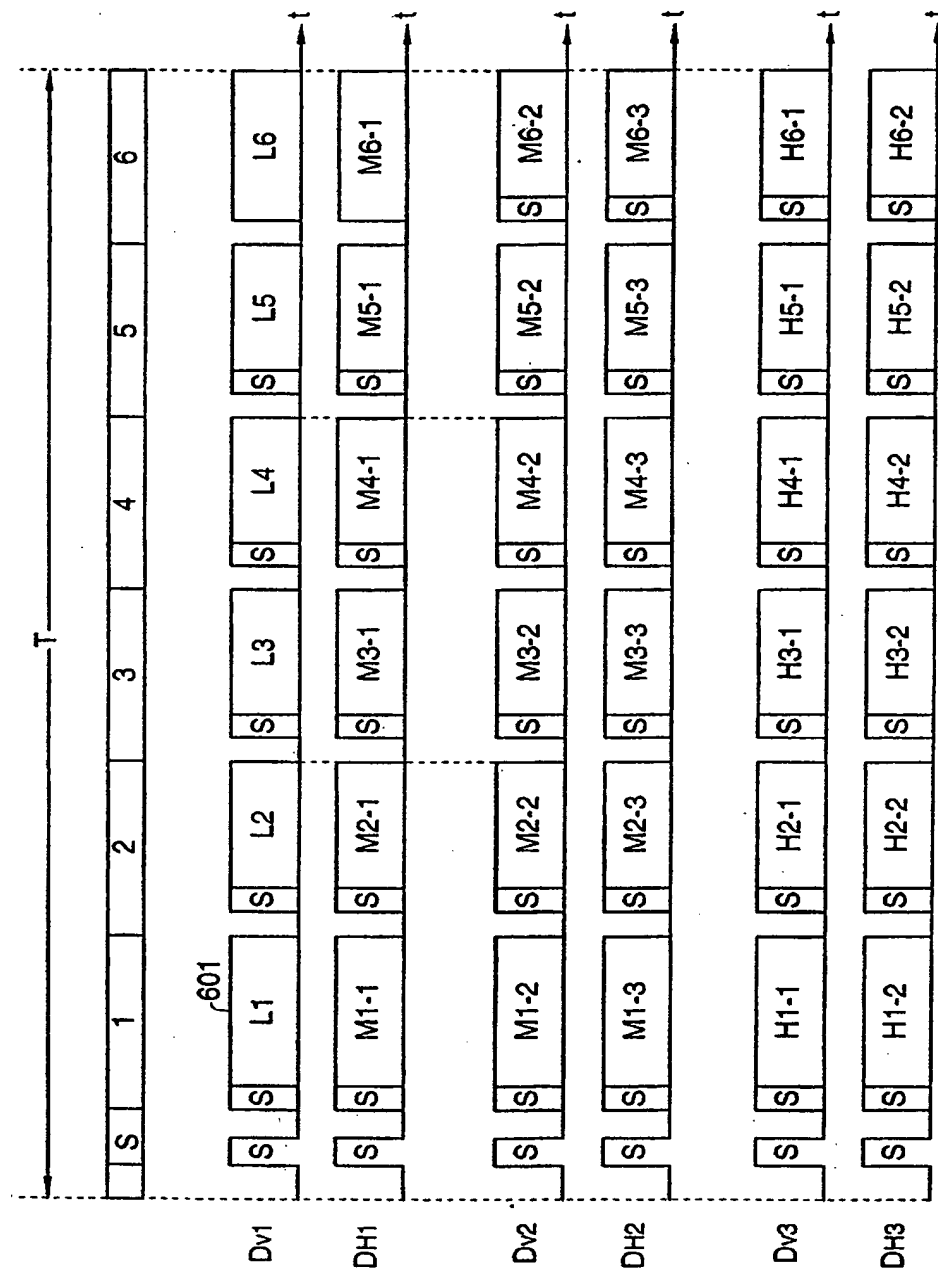 T
S 1 2 3 4 5 6
601
Dv1 S S L1 S L2 S L3 S L4 S L5 L6 t
DH1 S S M1-1 S M2-1 S M3-1 S M4-1 S M5-1 M6-1 t
Dv2 S S M1-2 S M2-2 S M3-2 S M4-2 S M5-2 S M6-2 t
DH2 S S M1-3 S M2-3 S M3-3 S M4-3 S M5-3 S M6-3 t
Dv3 S S H1-1 S H2-1 S H3-1 S H4-1 S H5-1 S H6-1 t
DH3 S S H1-2 S H2-2 S H3-2 S H4-2 S H5-2 S H6-2 t